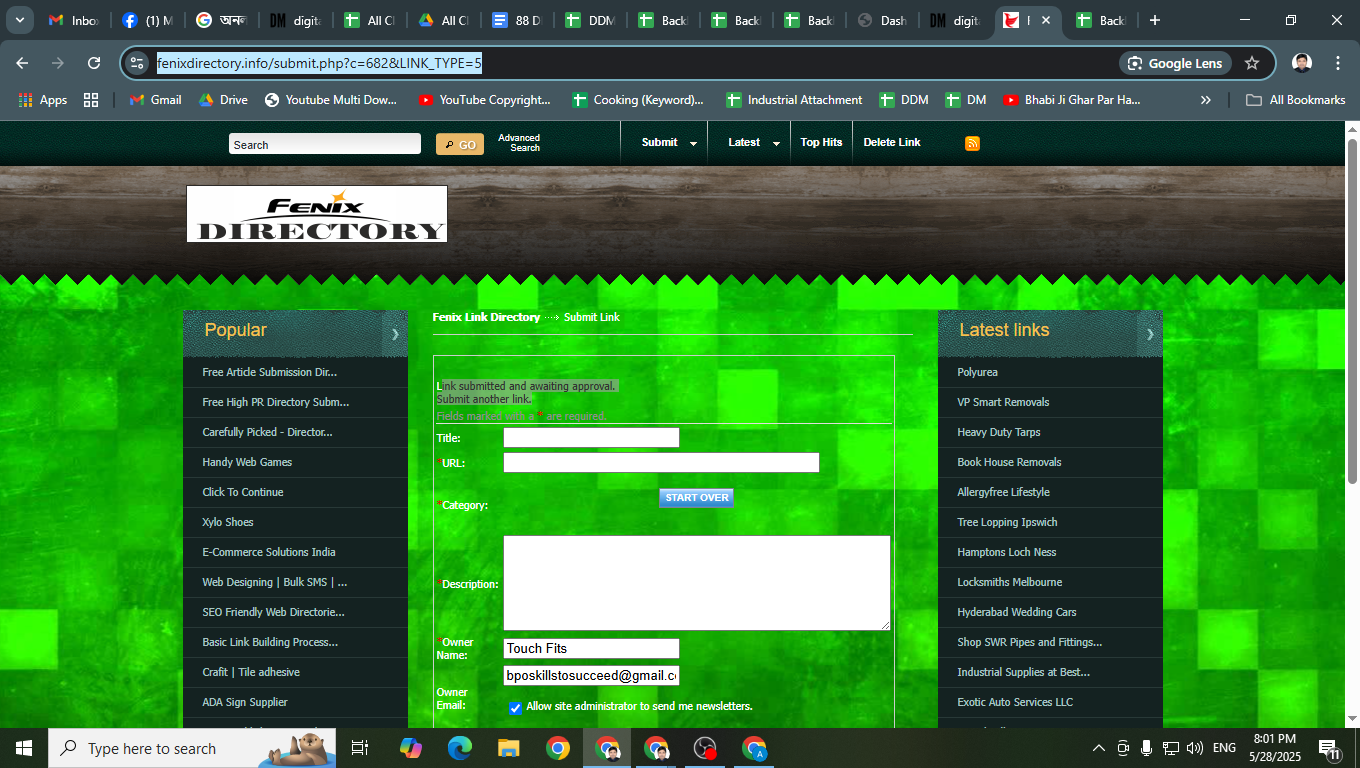 Inbo
(1) M
অনল
DM digita
All Cl
All Cl
88 D
DDM
Back
Back
Back
Dash
DM digita
Back
fenixdirectory.info/submit.php?c=682&LINK_TYPE=5
Google Lens
Apps
Gmail
Drive
Youtube Multi Dow...
YouTube Copyright...
Cooking (Keyword)...
Industrial Attachment
DDM
DM
Bhabi Ji Ghar Par Ha...
All Bookmarks
Search
GO
Advanced
Search
Submit
Latest
Top Hits
Delete Link
FENIX
DIRECTORY
Popular
Free Article Submission Dir...
Free High PR Directory Subm...
Carefully Picked - Director...
Handy Web Games
Click To Continue
Xylo Shoes
E-Commerce Solutions India
Web Designing | Bulk SMS | ...
SEO Friendly Web Directorie...
Basic Link Building Process...
Crafit | Tile adhesive
ADA Sign Supplier
Fenix Link Directory ····> Submit Link
Link submitted and awaiting approval.
Submit another link.
Fields marked with a * are required.
Title:
*URL:
*Category:
START OVER
*Description:
*Owner
Name:
Touch Fits
Owner
Email:
bposkillstosucceed@gmail.c
Allow site administrator to send me newsletters.
Latest links
Polyurea
VP Smart Removals
Heavy Duty Tarps
Book House Removals
Allergyfree Lifestyle
Tree Lopping Ipswich
Hamptons Loch Ness
Locksmiths Melbourne
Hyderabad Wedding Cars
Shop SWR Pipes and Fittings...
Industrial Supplies at Best...
Exotic Auto Services LLC
Type here to search
ENG
8:01 PM
5/28/2025
11